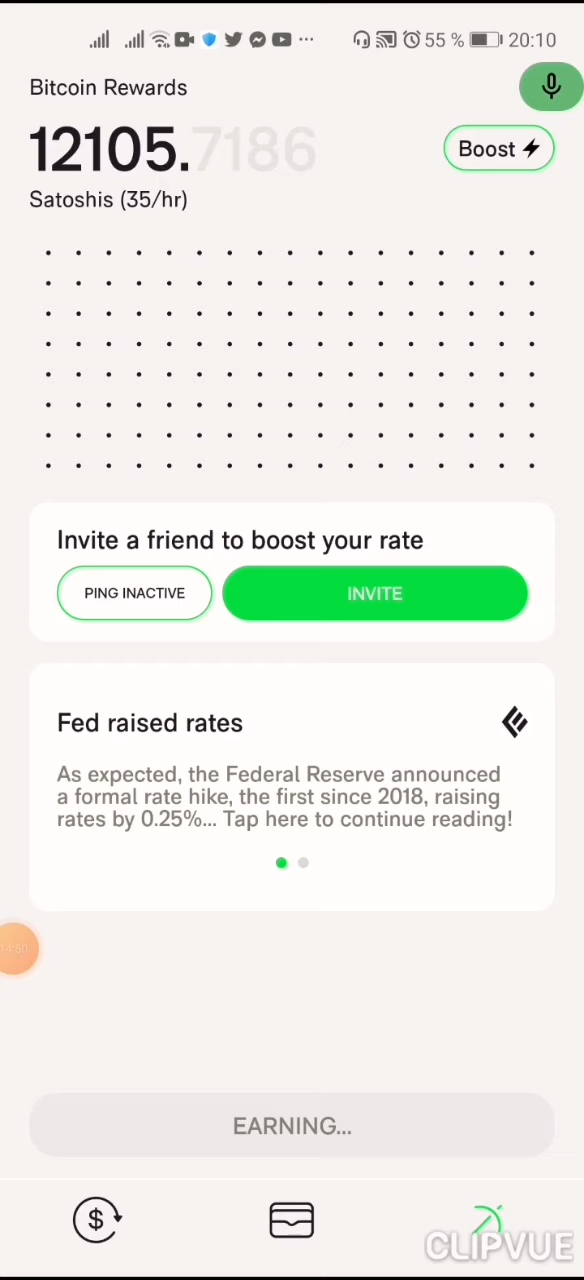 55 % 20:10
Bitcoin Rewards
12105.7186
Boost
Satoshis (35/hr)
Invite a friend to boost your rate
PING INACTIVE
INVITE
Fed raised rates
As expected, the Federal Reserve announced
a formal rate hike, the first since 2018, raising
rates by 0.25%... Tap here to continue reading!
14:50
EARNING...
$
CLIPVUE